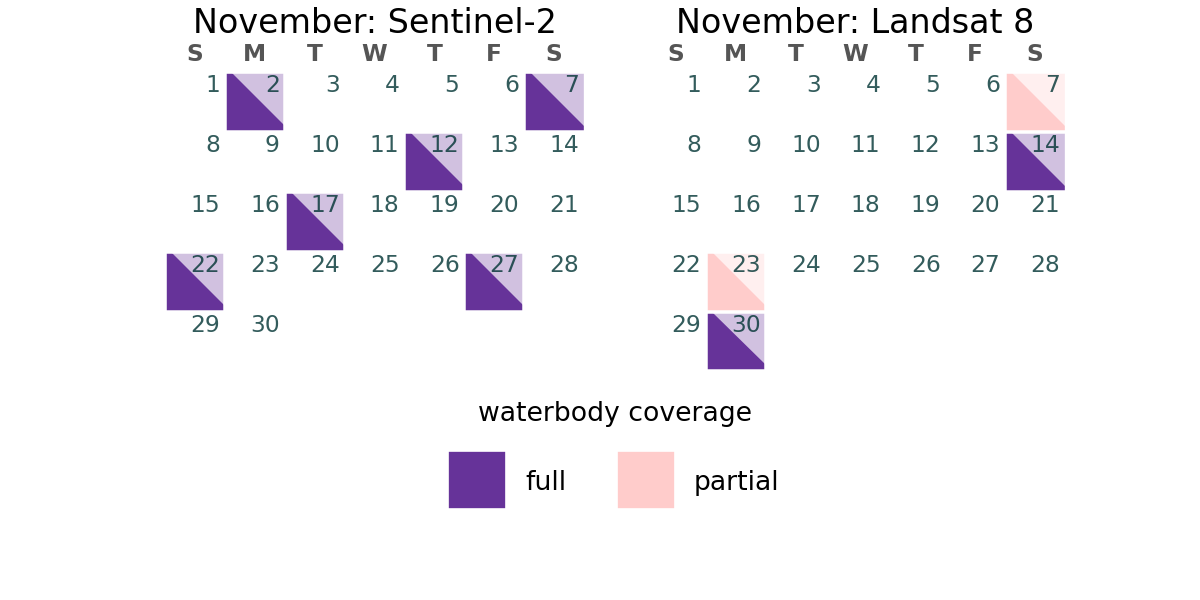 November: Sentinel-2
S M T W T F S
1 2 3 4 5 6 7
8 9 10 11 12 13 14
15 16 17 18 19 20 21
22 23 24 25 26 27 28
29 30
November: Landsat 8
S M T W T F S
1 2 3 4 5 6 7
8 9 10 11 12 13 14
15 16 17 18 19 20 21
22 23 24 25 26 27 28
29 30
waterbody coverage
full partial